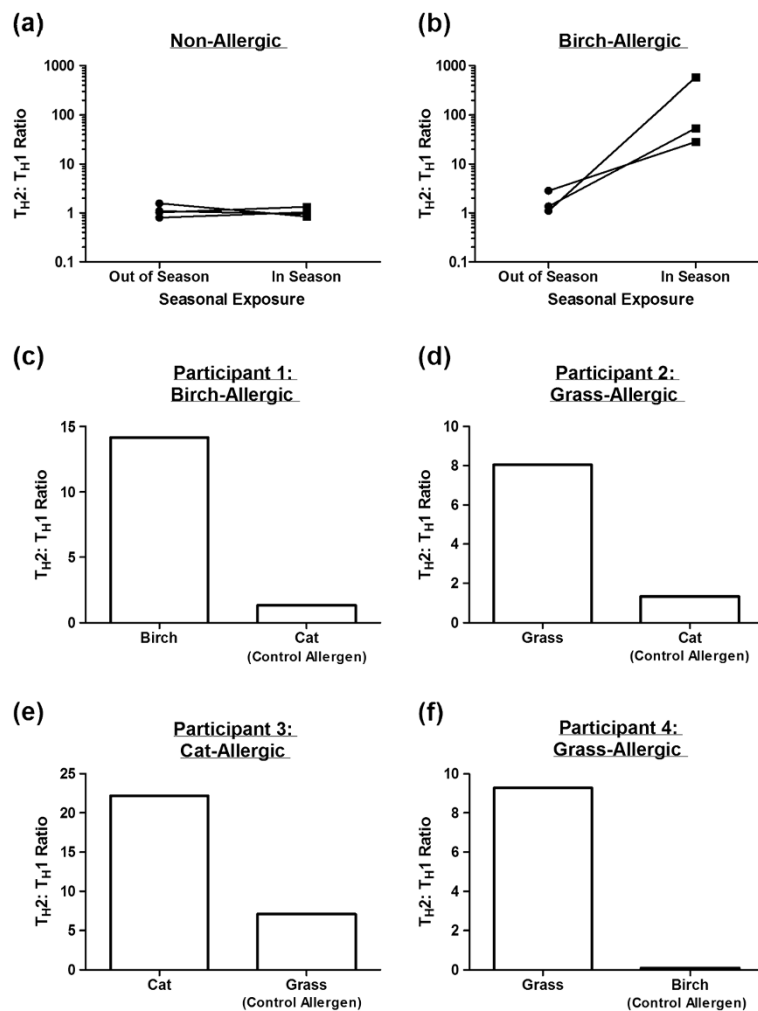 (a)
Non-Allergic
TH2: TH1 Ratio
1000
100
10
1
0.1
Out of Season In Season
Seasonal Exposure
(b)
Birch-Allergic
TH2: TH1 Ratio
1000
100
10
1
0.1
Out of Season In Season
Seasonal Exposure
(c)
Participant 1:
Birch-Allergic
TH2: TH1 Ratio
15
10
5
0
Birch Cat
(Control Allergen)
(d)
Participant 2:
Grass-Allergic
TH2: TH1 Ratio
10
8
6
4
2
0
Grass Cat
(Control Allergen)
(e)
Participant 3:
Cat-Allergic
TH2: TH1 Ratio
25
20
15
10
5
0
Cat Grass
(Control Allergen)
(f)
Participant 4:
Grass-Allergic
TH2: TH1 Ratio
10
8
6
4
2
0
Grass Birch
(Control Allergen)